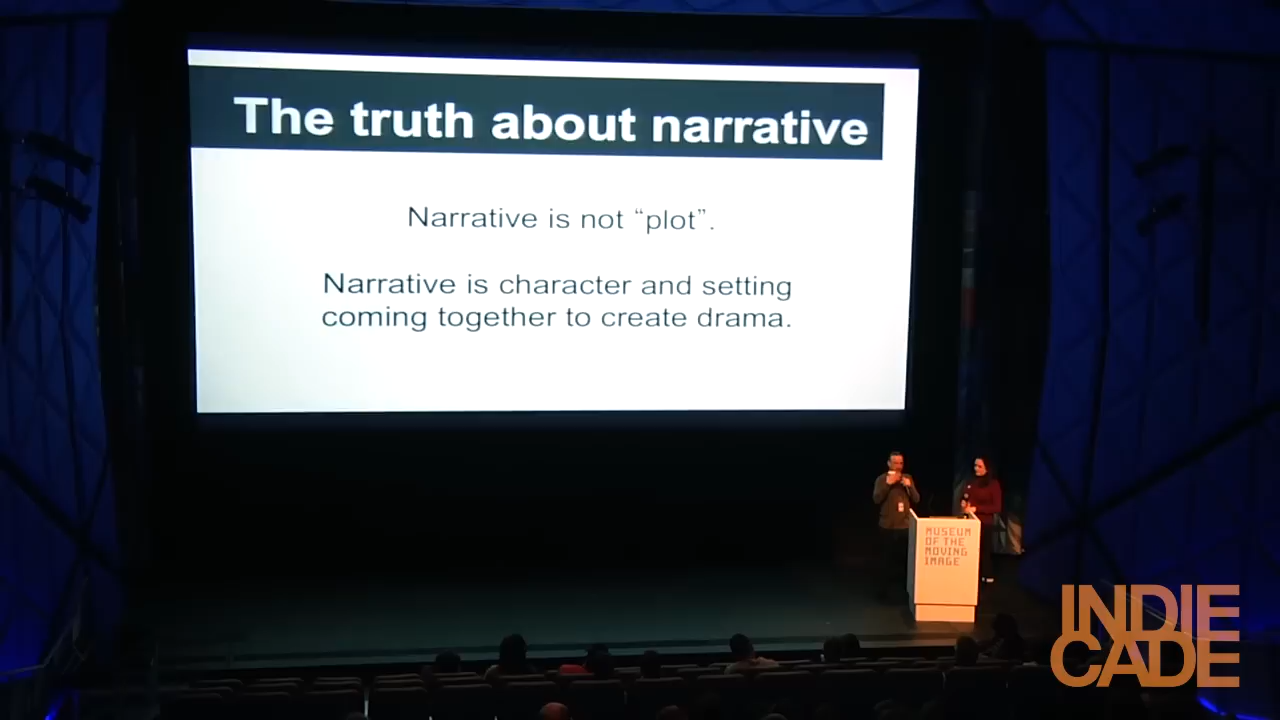 The truth about narrative
Narrative is not “plot”.
Narrative is character and setting
coming together to create drama.
MUSEUM
OF THE
MOVING
IMAGE
INDIE
CADE